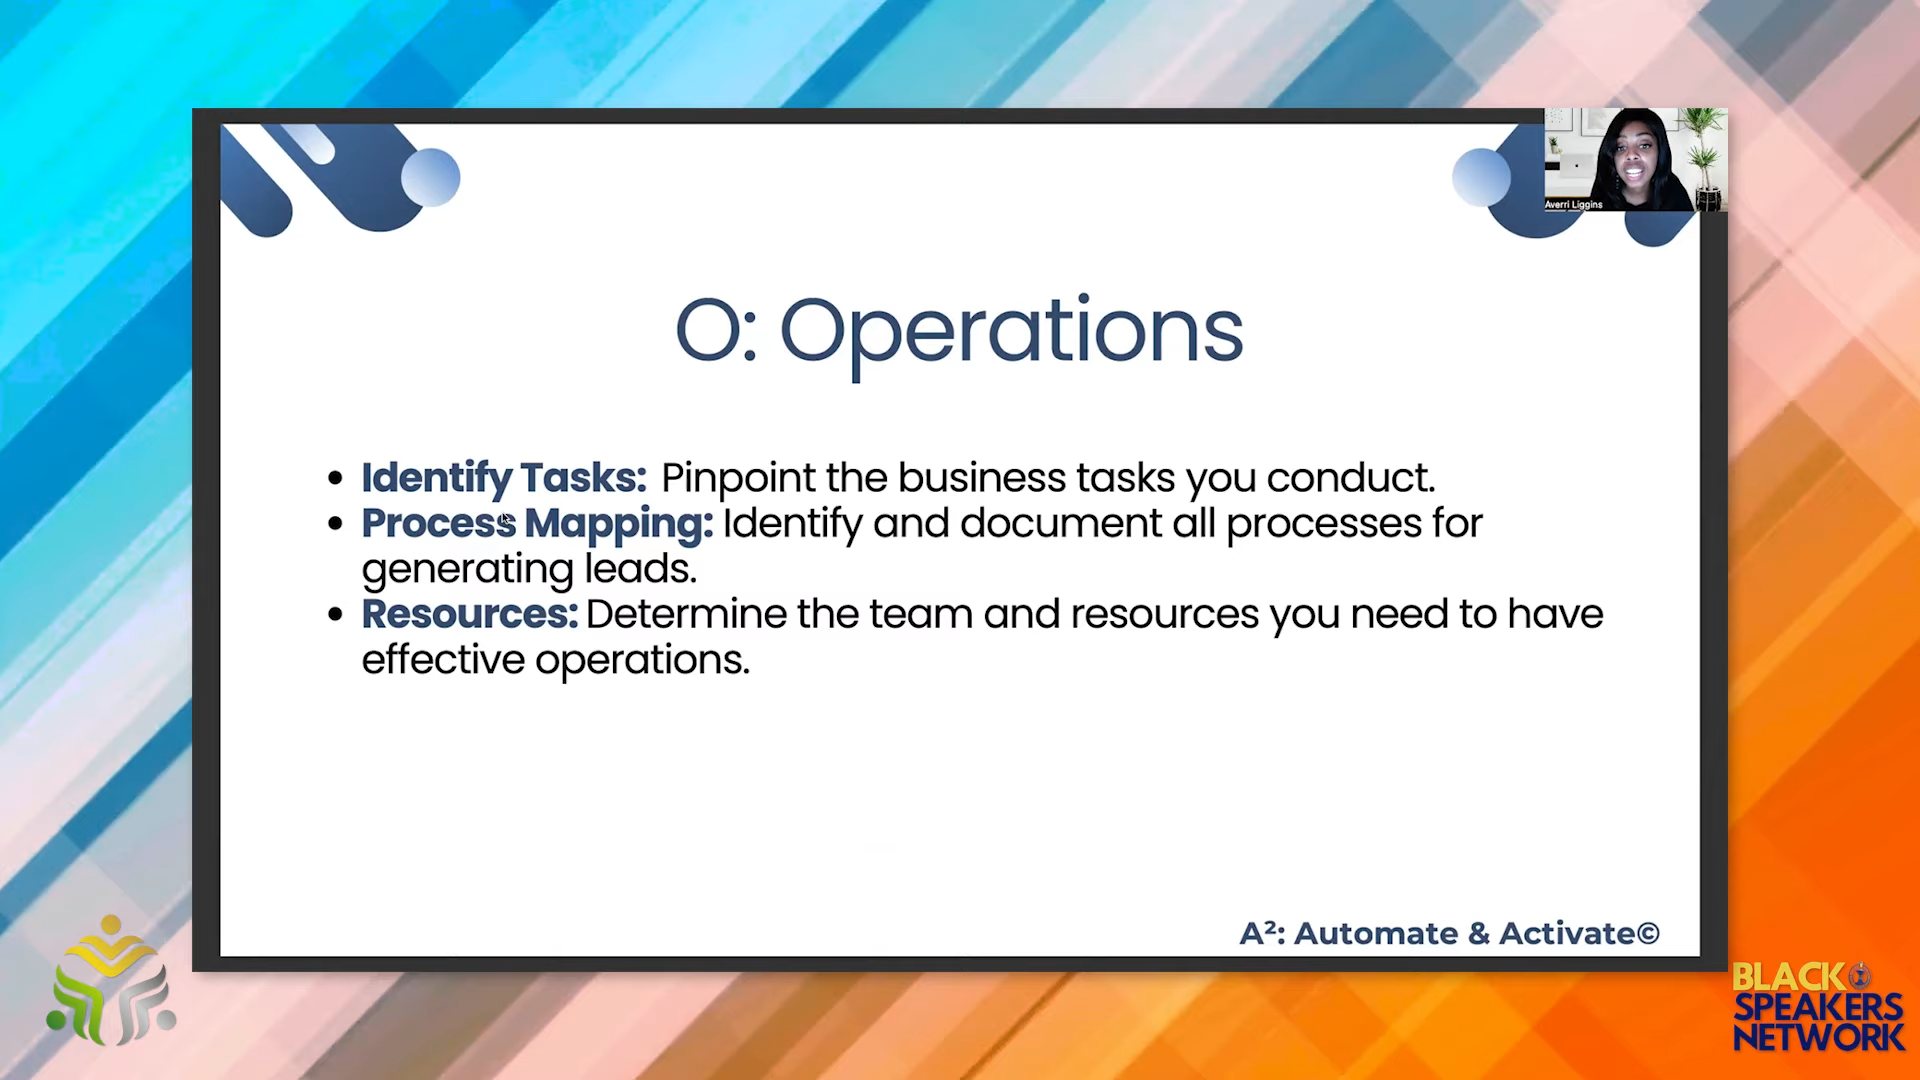 Averri Liggins
O: Operations
• Identify Tasks: Pinpoint the business tasks you conduct.
• Process Mapping: Identify and document all processes for
generating leads.
• Resources: Determine the team and resources you need to have
effective operations.
A²: Automate & Activate©
BLACK
SPEAKERS
NETWORK